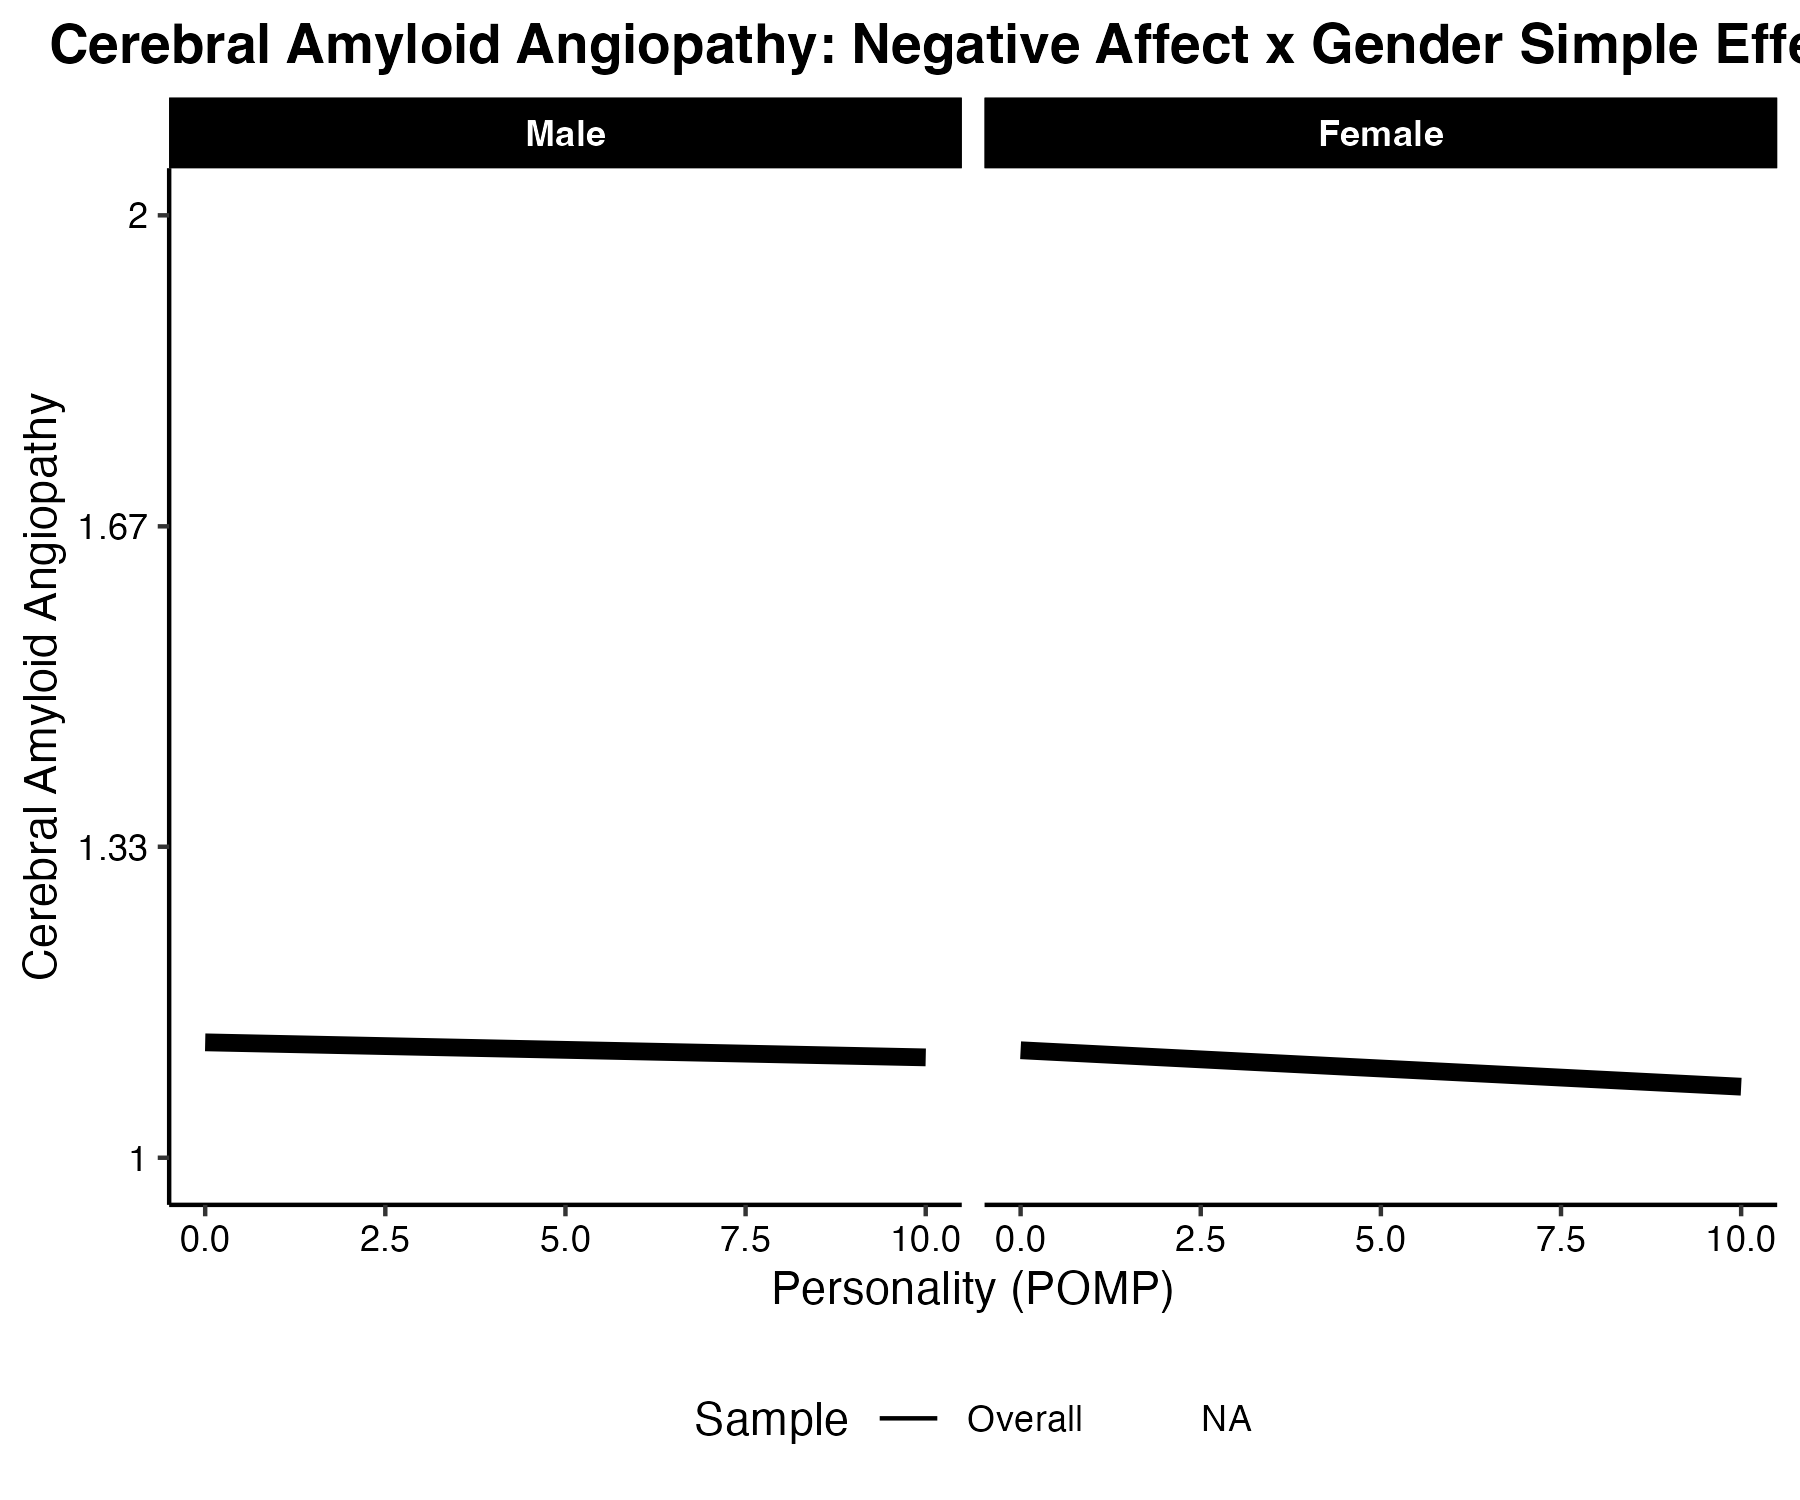 Cerebral Amyloid Angiopathy: Negative Affect x Gender Simple Effe
Male
Female
Cerebral Amyloid Angiopathy
2
1.67
1.33
1
0.0 2.5 5.0 7.5 10.0
0.0 2.5 5.0 7.5 10.0
Personality (POMP)
Sample Overall NA